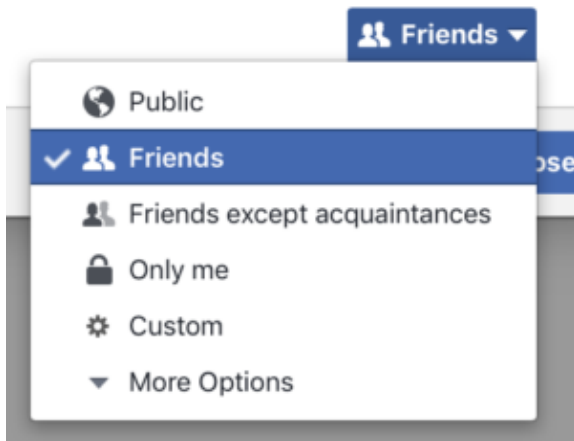 Friends
Public
Friends
Friends except acquaintances
Only me
Custom
More Options